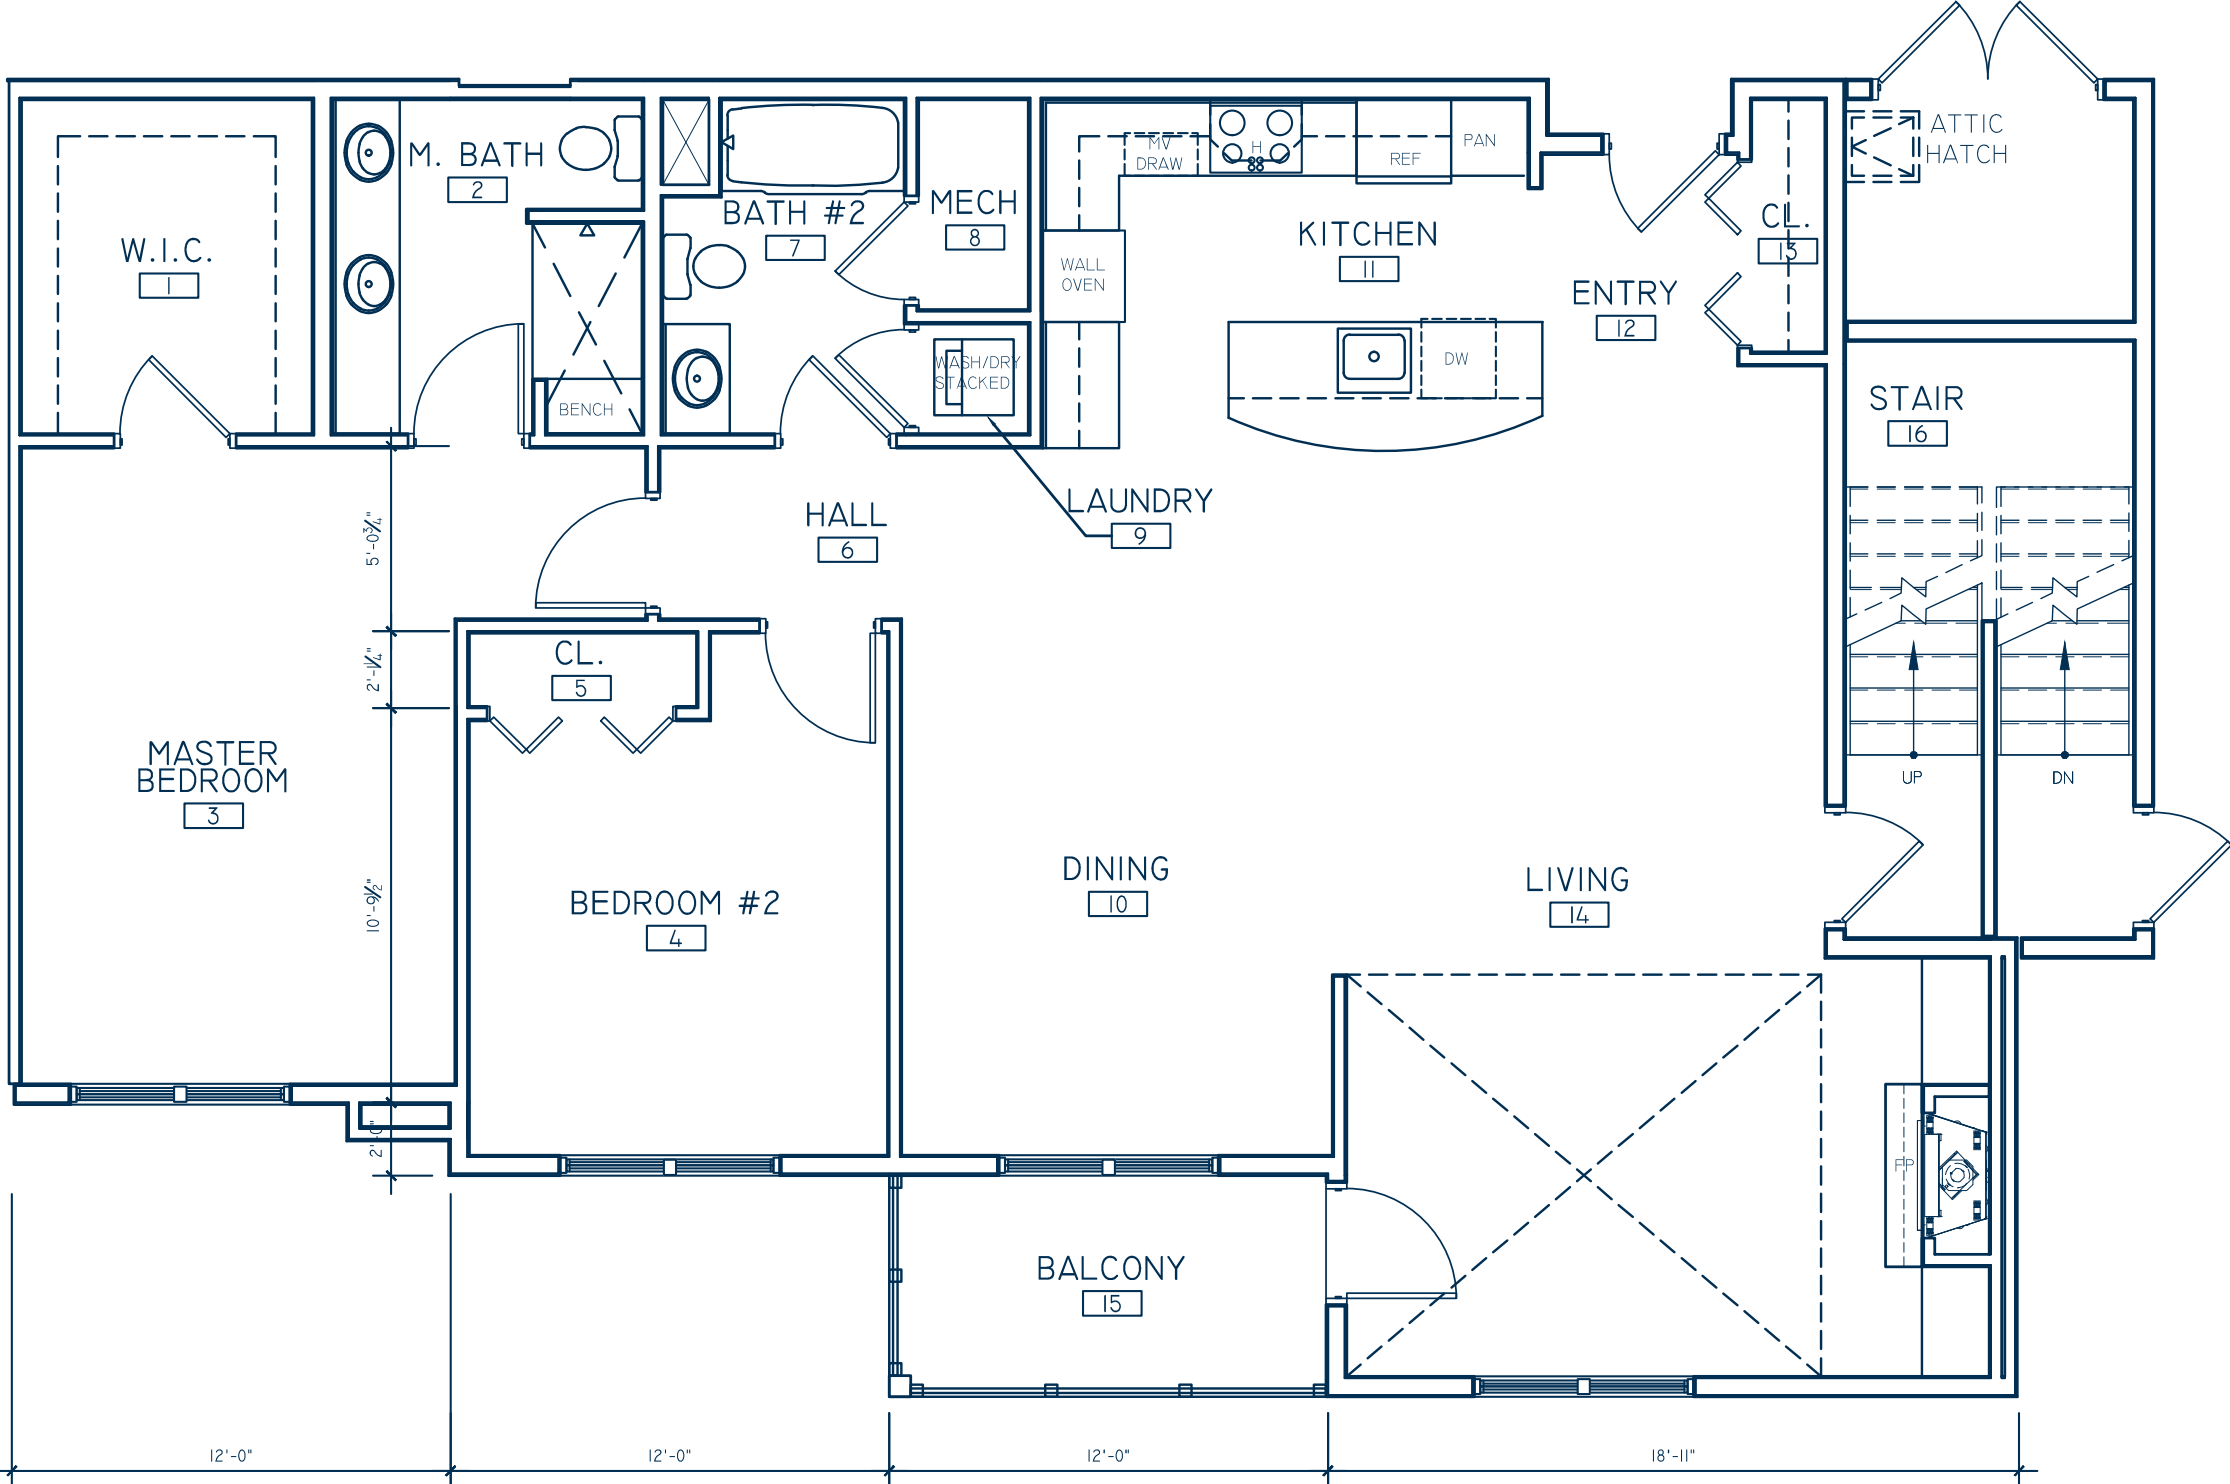 ATTIC
HATCH
MV
DRAW
H
REF
PAN
M. BATH
2
W.I.C.
1
BATH #2
7
MECH
8
KITCHEN
11
CL.
13
WALL
OVEN
ENTRY
12
WASH/DRY
STACKED
DW
BENCH
STAIR
16
LAUNDRY
9
HALL
6
5'-0¾"
CL.
5
2'-1¼"
MASTER
BEDROOM
3
UP
DN
BEDROOM #2
4
10'-9½"
DINING
10
LIVING
14
2'-0"
FP
BALCONY
15
12'-0"
12'-0"
12'-0"
18'-11"